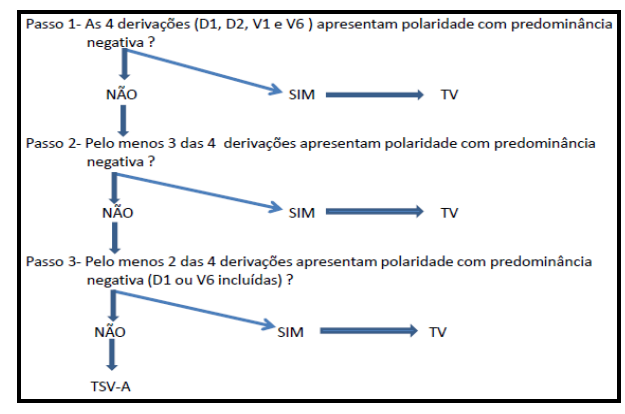 Passo 1- As 4 derivações (D1, D2, V1 e V6 ) apresentam polaridade com predominância
negativa ?
NÃO SIM TV
Passo 2- Pelo menos 3 das 4 derivações apresentam polaridade com predominância
negativa ?
NÃO SIM TV
Passo 3- Pelo menos 2 das 4 derivações apresentam polaridade com predominância
negativa (D1 ou V6 incluídas) ?
NÃO SIM TV
TSV-A